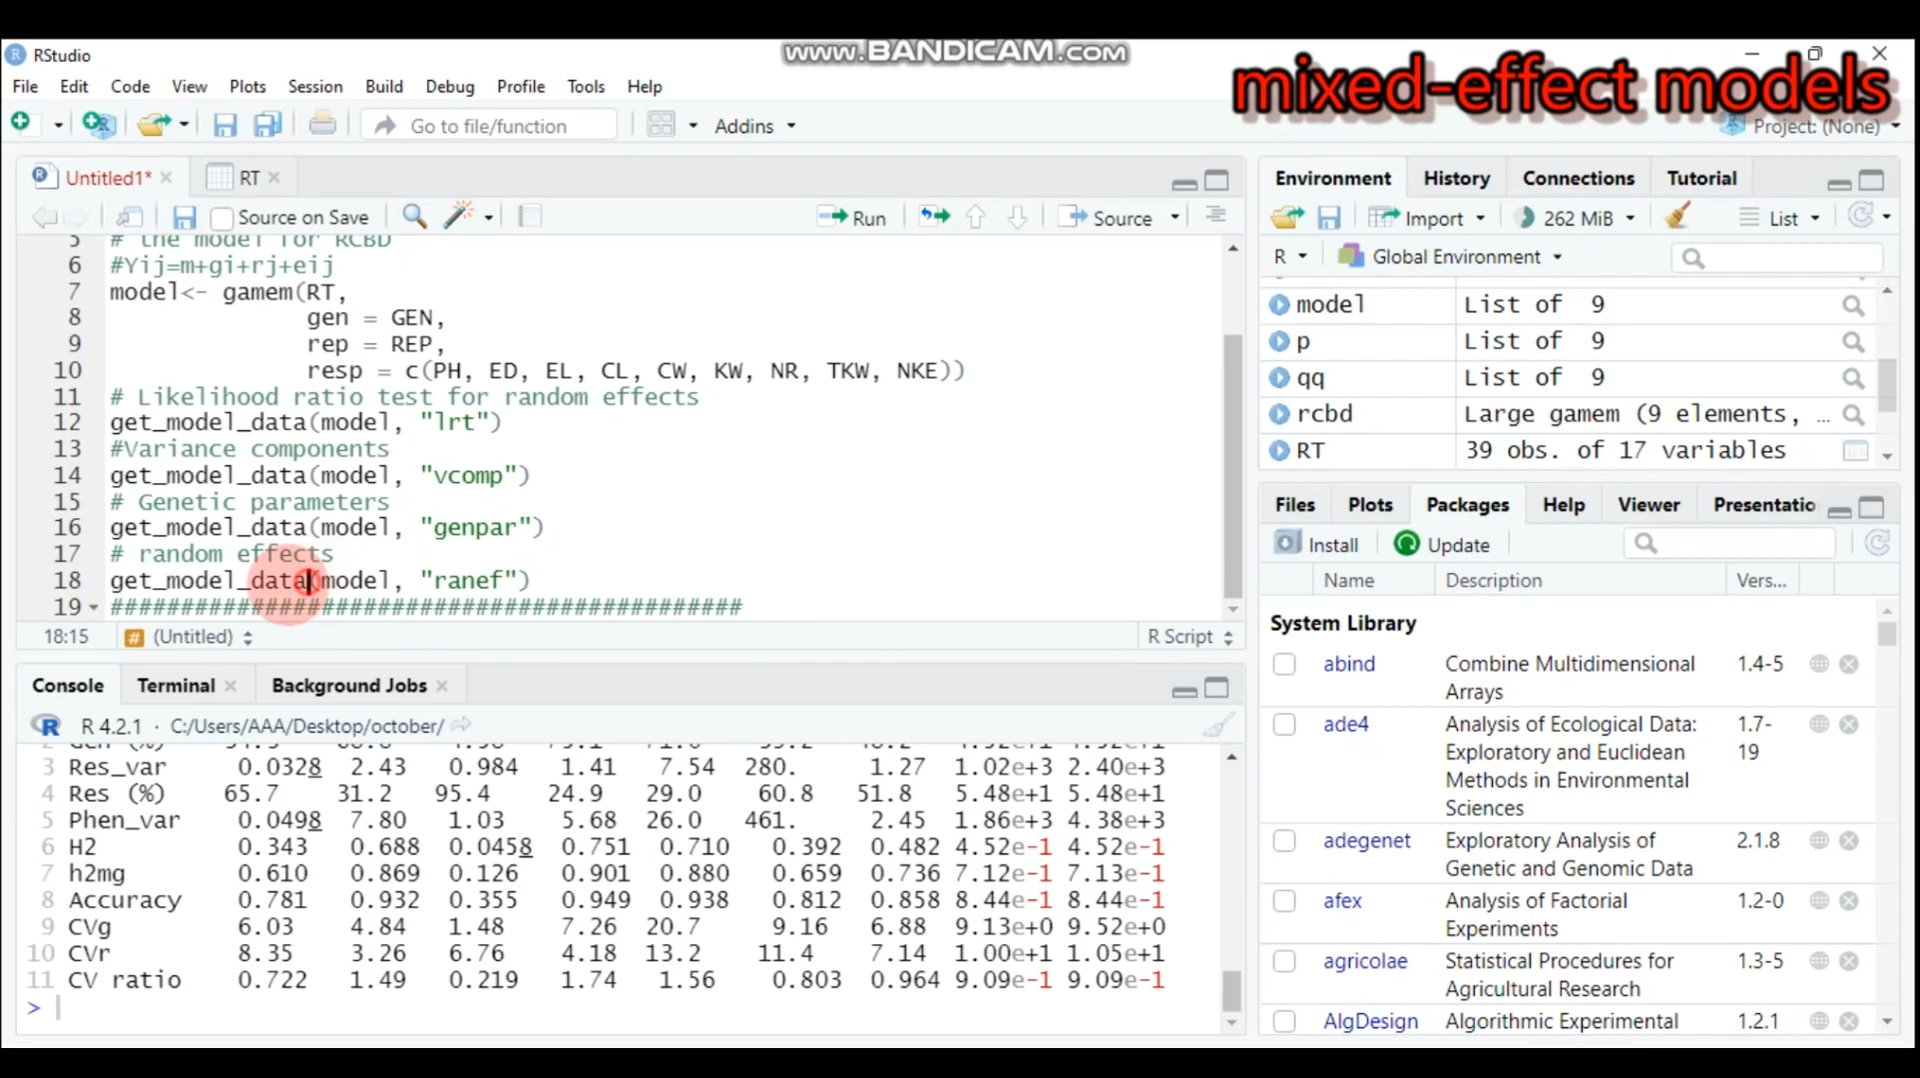 www.BANDICAM.com
RStudio
mixed-effect models
File Edit Code View Plots Session Build Debug Profile Tools Help
Go to file/function Addins Project: (None)
Untitled1* RT
Source on Save Run Source
5 # the model for RCBD
6 #Yij=m+gi+rj+eij
7 model<- gamem(RT,
8 gen = GEN,
9 rep = REP,
10 resp = c(PH, ED, EL, CL, CW, KW, NR, TKW, NKE))
11 # Likelihood ratio test for random effects
12 get_model_data(model, "lrt")
13 #Variance components
14 get_model_data(model, "vcomp")
15 # Genetic parameters
16 get_model_data(model, "genpar")
17 # random effects
18 get_model_data(model, "ranef")
19 #############################################
18:15 # (Untitled) R Script
Console Terminal Background Jobs
R 4.2.1 · C:/Users/AAA/Desktop/october/
3 Res_var 0.0328 2.43 0.984 1.41 7.54 280. 1.27 1.02e+3 2.40e+3
4 Res (%) 65.7 31.2 95.4 24.9 29.0 60.8 51.8 5.48e+1 5.48e+1
5 Phen_var 0.0498 7.80 1.03 5.68 26.0 461. 2.45 1.86e+3 4.38e+3
6 H2 0.343 0.688 0.0458 0.751 0.710 0.392 0.482 4.52e-1 4.52e-1
7 h2mg 0.610 0.869 0.126 0.901 0.880 0.659 0.736 7.12e-1 7.13e-1
8 Accuracy 0.781 0.932 0.355 0.949 0.938 0.812 0.858 8.44e-1 8.44e-1
9 CVg 6.03 4.84 1.48 7.26 20.7 9.16 6.88 9.13e+0 9.52e+0
10 CVr 8.35 3.26 6.76 4.18 13.2 11.4 7.14 1.00e+1 1.05e+1
11 CV ratio 0.722 1.49 0.219 1.74 1.56 0.803 0.964 9.09e-1 9.09e-1
>
Environment History Connections Tutorial
Import 262 MiB List
R Global Environment
model List of 9
p List of 9
qq List of 9
rcbd Large gamem (9 elements, ...
RT 39 obs. of 17 variables
Files Plots Packages Help Viewer Presentatio
Install Update
Name Description Vers...
System Library
abind Combine Multidimensional 1.4-5
Arrays
ade4 Analysis of Ecological Data: 1.7-
Exploratory and Euclidean 19
Methods in Environmental
Sciences
adegenet Exploratory Analysis of 2.1.8
Genetic and Genomic Data
afex Analysis of Factorial 1.2-0
Experiments
agricolae Statistical Procedures for 1.3-5
Agricultural Research
AlgDesign Algorithmic Experimental 1.2.1